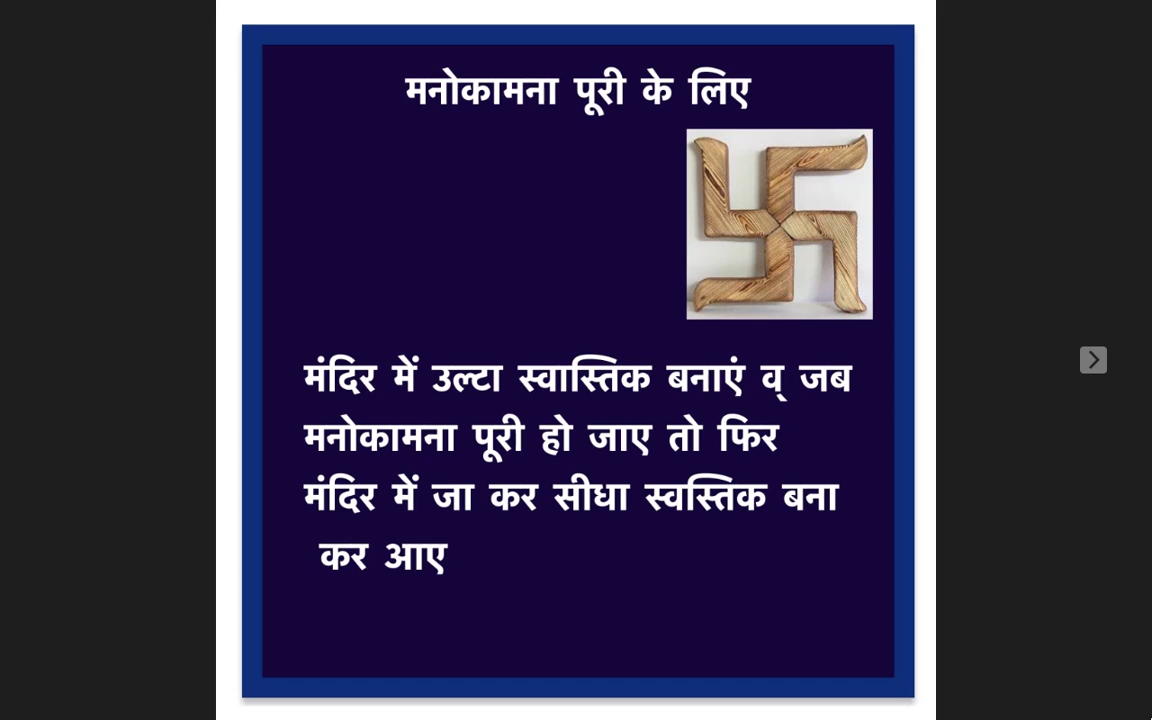 मनोकामना पूरी के लिए
मंदिर में उल्टा स्वास्तिक बनाएं व् जब
मनोकामना पूरी हो जाए तो फिर
मंदिर में जा कर सीधा स्वस्तिक बना
कर आए